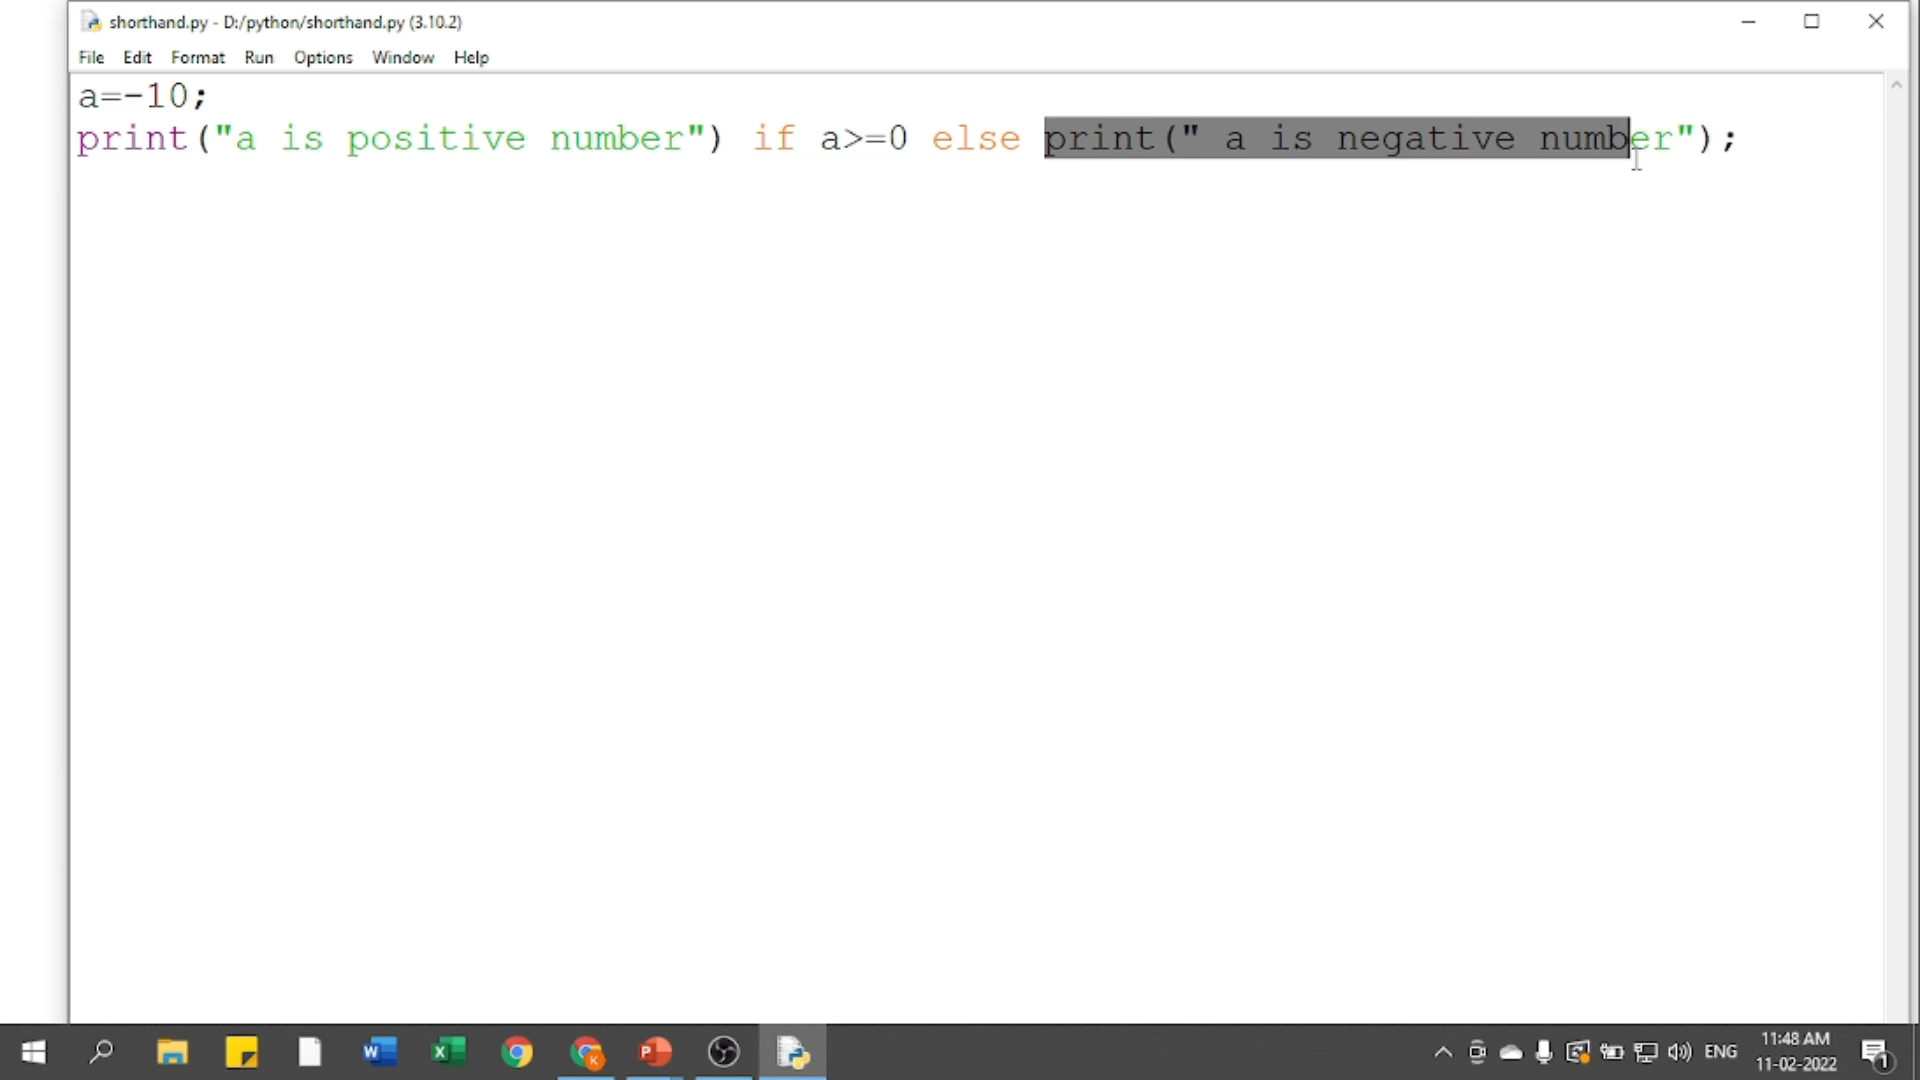 shorthand.py - D:/python/shorthand.py (3.10.2)
File Edit Format Run Options Window Help
a=-10;
print("a is positive number") if a>=0 else print(" a is negative number");
ENG
11:48 AM
11-02-2022
1